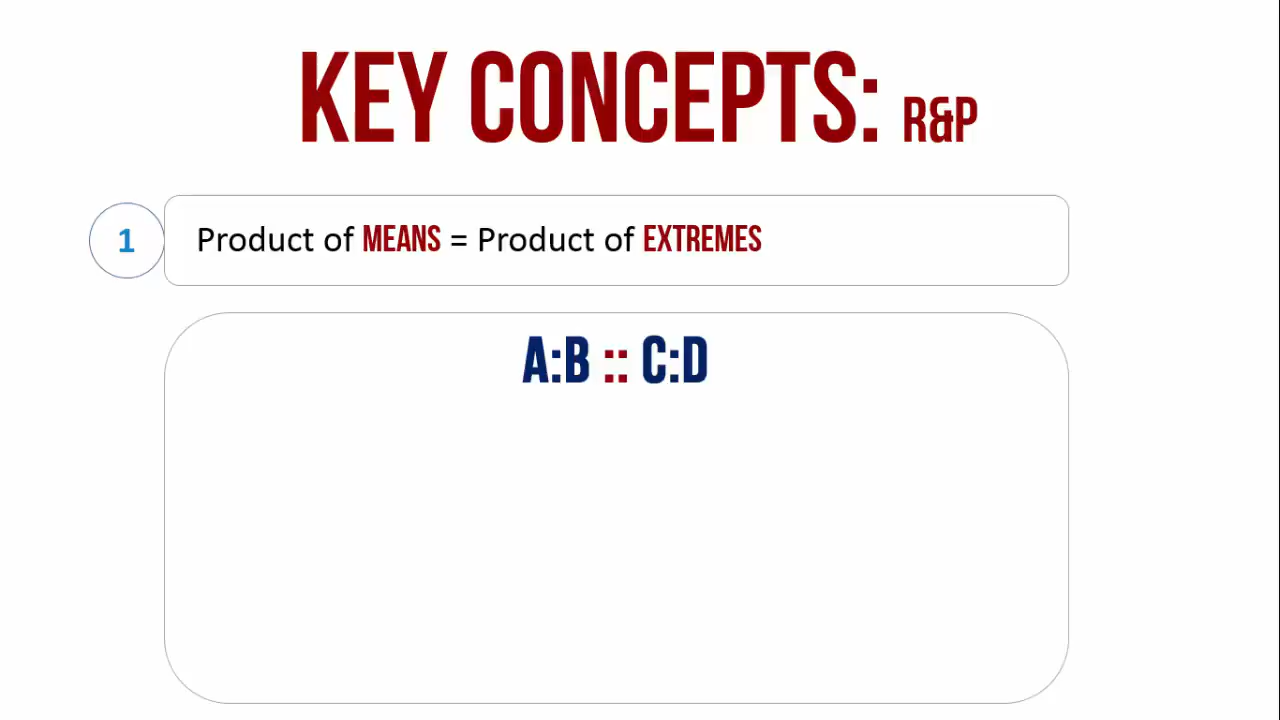 KEY CONCEPTS: R&P
1
Product of MEANS = Product of EXTREMES
A:B :: C:D